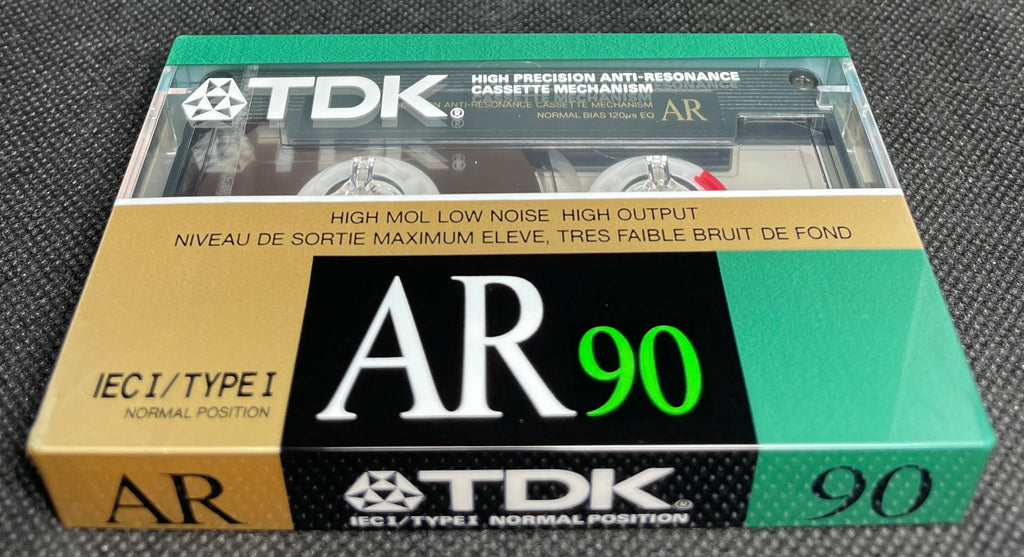 TDK®
HIGH PRECISION ANTI-RESONANCE
CASSETTE MECHANISM
ANTI-RESONANCE CASSETTE MECHANISM
NORMAL BIAS 120µs EQ AR
HIGH MOL LOW NOISE HIGH OUTPUT
NIVEAU DE SORTIE MAXIMUM ELEVE, TRES FAIBLE BRUIT DE FOND
AR 90
IEC I / TYPE I
NORMAL POSITION
AR
TDK®
IEC I / TYPE I NORMAL POSITION
90